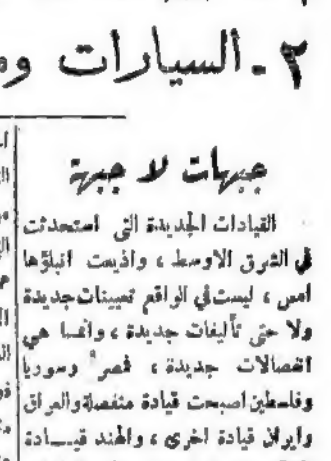 ٢ - السيارات وم
جبهات لا جبهة
القيادات الجديدة التي استحدثت
في الشرق الاوسط ، واذيعت انباؤها
امس ، ليست في الواقع تعيينات جديدة
ولا حتى تأليفات جديدة ، وانما هي
انفصالات جديدة ، فمصر وسوريا
وفلسطين اصبحت قيادة منفصلة والعراق
وايران قيادة اخرى ، والهند قيادة